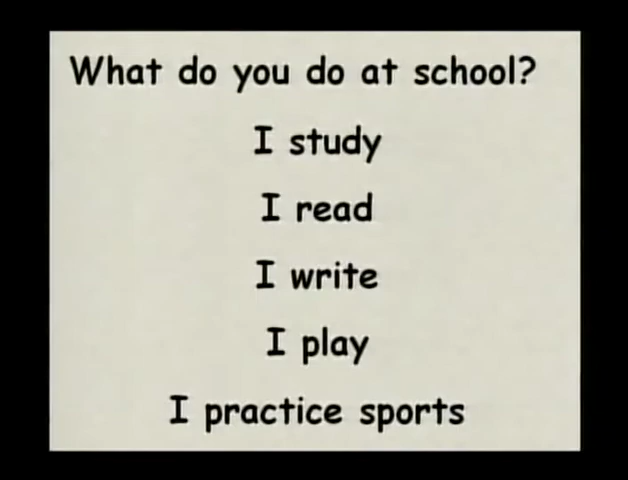 What do you do at school?
I study
I read
I write
I play
I practice sports